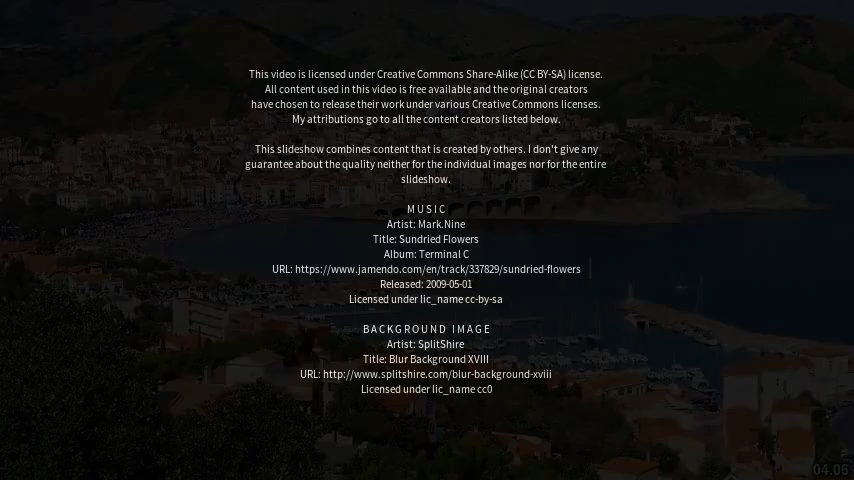 This video is licensed under Creative Commons Share-Alike (CC BY-SA) license.
All content used in this video is free available and the original creators
have chosen to release their work under various Creative Commons licenses.
My attributions go to all the content creators listed below.
This slideshow combines content that is created by others. I don't give any
guarantee about the quality neither for the individual images nor for the entire
slideshow.
MUSIC
Artist: Mark.Nine
Title: Sundried Flowers
Album: Terminal C
URL: https://www.jamendo.com/en/track/337829/sundried-flowers
Released: 2009-05-01
Licensed under lic_name cc-by-sa
BACKGROUND IMAGE
Artist: SplitShire
Title: Blur Background XVIII
URL: http://www.splitshire.com/blur-background-xviii
Licensed under lic_name cc0
04.06